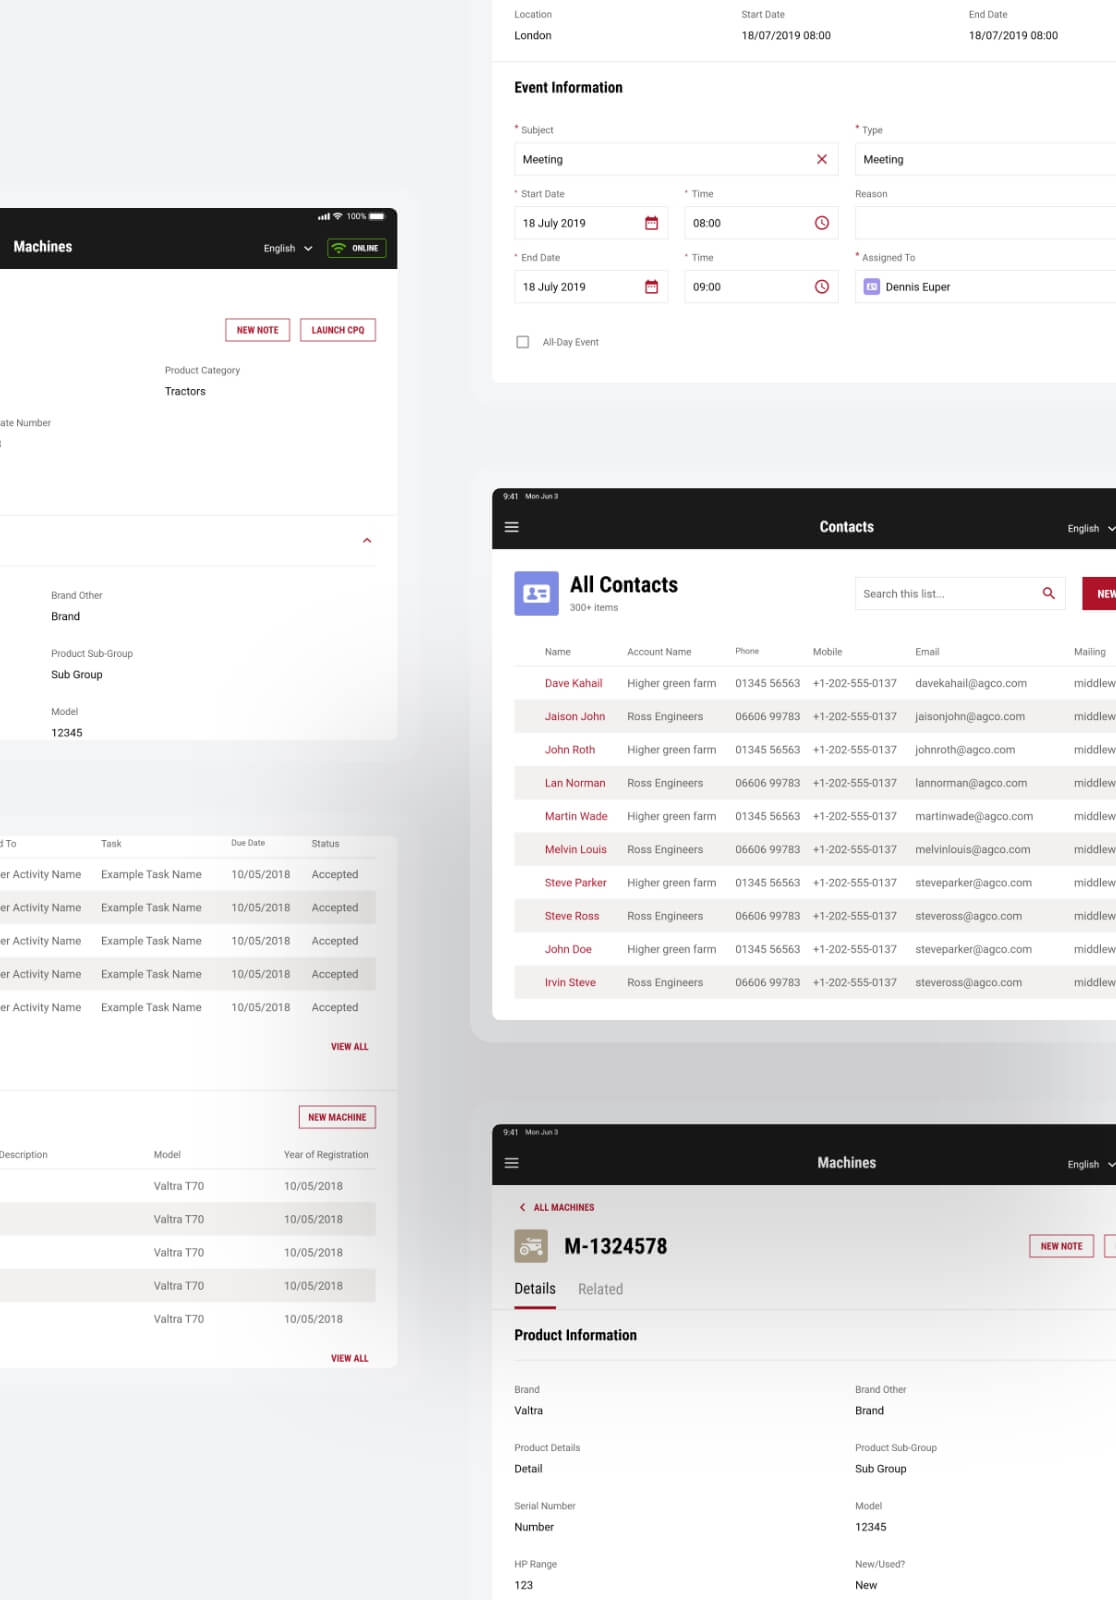 Location Start Date End Date
London 18/07/2019 08:00 18/07/2019 08:00
Event Information
* Subject * Type
Meeting Meeting
* Start Date * Time Reason
18 July 2019 08:00
* End Date * Time * Assigned To
18 July 2019 09:00 Dennis Euper
All-Day Event
100%
Machines English ONLINE
NEW NOTE LAUNCH CPQ
Product Category
Tractors
ate Number
Brand Other
Brand
Product Sub-Group
Sub Group
Model
12345
9:41 Mon Jun 3
Contacts English
All Contacts
300+ items
Search this list... NEW
Name Account Name Phone Mobile Email Mailing
Dave Kahail Higher green farm 01345 56563 +1-202-555-0137 davekahail@agco.com middlew
Jaison John Ross Engineers 06606 99783 +1-202-555-0137 jaisonjohn@agco.com middlew
John Roth Higher green farm 01345 56563 +1-202-555-0137 johnroth@agco.com middlew
Lan Norman Ross Engineers 06606 99783 +1-202-555-0137 lannorman@agco.com middlew
Martin Wade Higher green farm 01345 56563 +1-202-555-0137 martinwade@agco.com middlew
Melvin Louis Ross Engineers 06606 99783 +1-202-555-0137 melvinlouis@agco.com middlew
Steve Parker Higher green farm 01345 56563 +1-202-555-0137 steveparker@agco.com middlew
Steve Ross Ross Engineers 06606 99783 +1-202-555-0137 steveross@agco.com middlew
John Doe Higher green farm 01345 56563 +1-202-555-0137 steveparker@agco.com middlew
Irvin Steve Ross Engineers 06606 99783 +1-202-555-0137 steveross@agco.com middlew
d To Task Due Date Status
er Activity Name Example Task Name 10/05/2018 Accepted
er Activity Name Example Task Name 10/05/2018 Accepted
er Activity Name Example Task Name 10/05/2018 Accepted
er Activity Name Example Task Name 10/05/2018 Accepted
er Activity Name Example Task Name 10/05/2018 Accepted
VIEW ALL
NEW MACHINE
Description Model Year of Registration
Valtra T70 10/05/2018
Valtra T70 10/05/2018
Valtra T70 10/05/2018
Valtra T70 10/05/2018
Valtra T70 10/05/2018
VIEW ALL
9:41 Mon Jun 3
Machines English
ALL MACHINES
M-1324578 NEW NOTE
Details Related
Product Information
Brand Brand Other
Valtra Brand
Product Details Product Sub-Group
Detail Sub Group
Serial Number Model
Number 12345
HP Range New/Used?
123 New